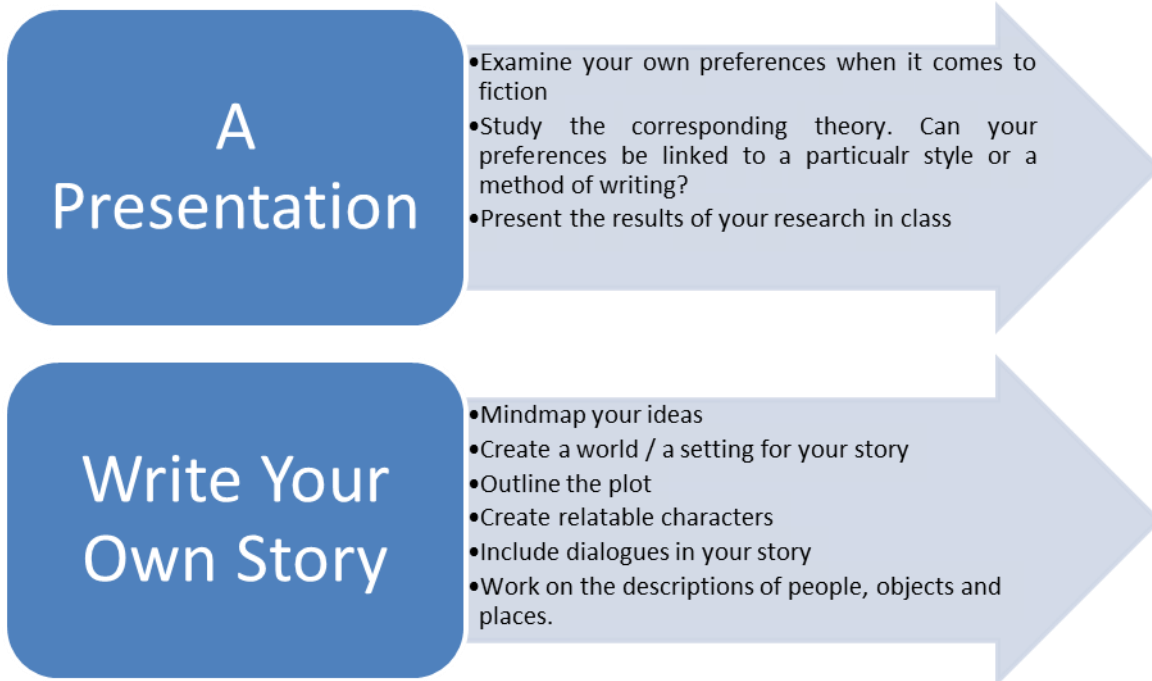 A
Presentation
•Examine your own preferences when it comes to
fiction
•Study the corresponding theory. Can your
preferences be linked to a particualr style or a
method of writing?
•Present the results of your research in class
Write Your
Own Story
•Mindmap your ideas
•Create a world / a setting for your story
•Outline the plot
•Create relatable characters
•Include dialogues in your story
•Work on the descriptions of people, objects and
places.